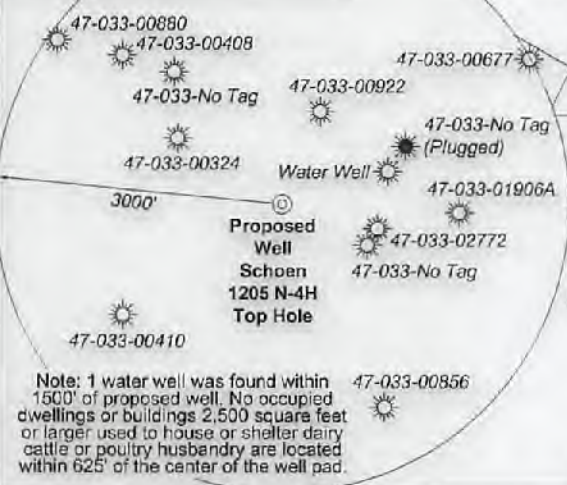 47-033-00880
47-033-00408
47-033-No Tag
47-033-00677
47-033-00922
47-033-No Tag
(Plugged)
47-033-00324
Water Well
47-033-01906A
3000'
Proposed
Well
Schoen
1205 N-4H
Top Hole
47-033-02772
47-033-No Tag
47-033-00410
47-033-00856
Note: 1 water well was found within
1500' of proposed well. No occupied
dwellings or buildings 2,500 square feet
or larger used to house or shelter dairy
cattle or poultry husbandry are located
within 625' of the center of the well pad.